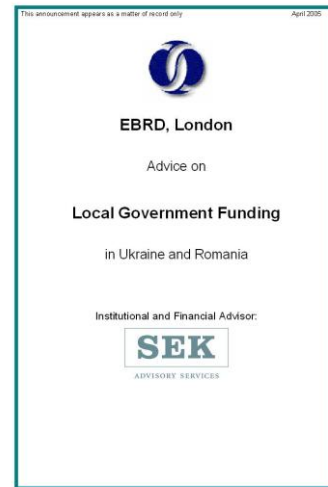 This announcement appears as a matter of record only April 2005
EBRD, London
Advice on
Local Government Funding
in Ukraine and Romania
Institutional and Financial Advisor:
SEK
ADVISORY SERVICES